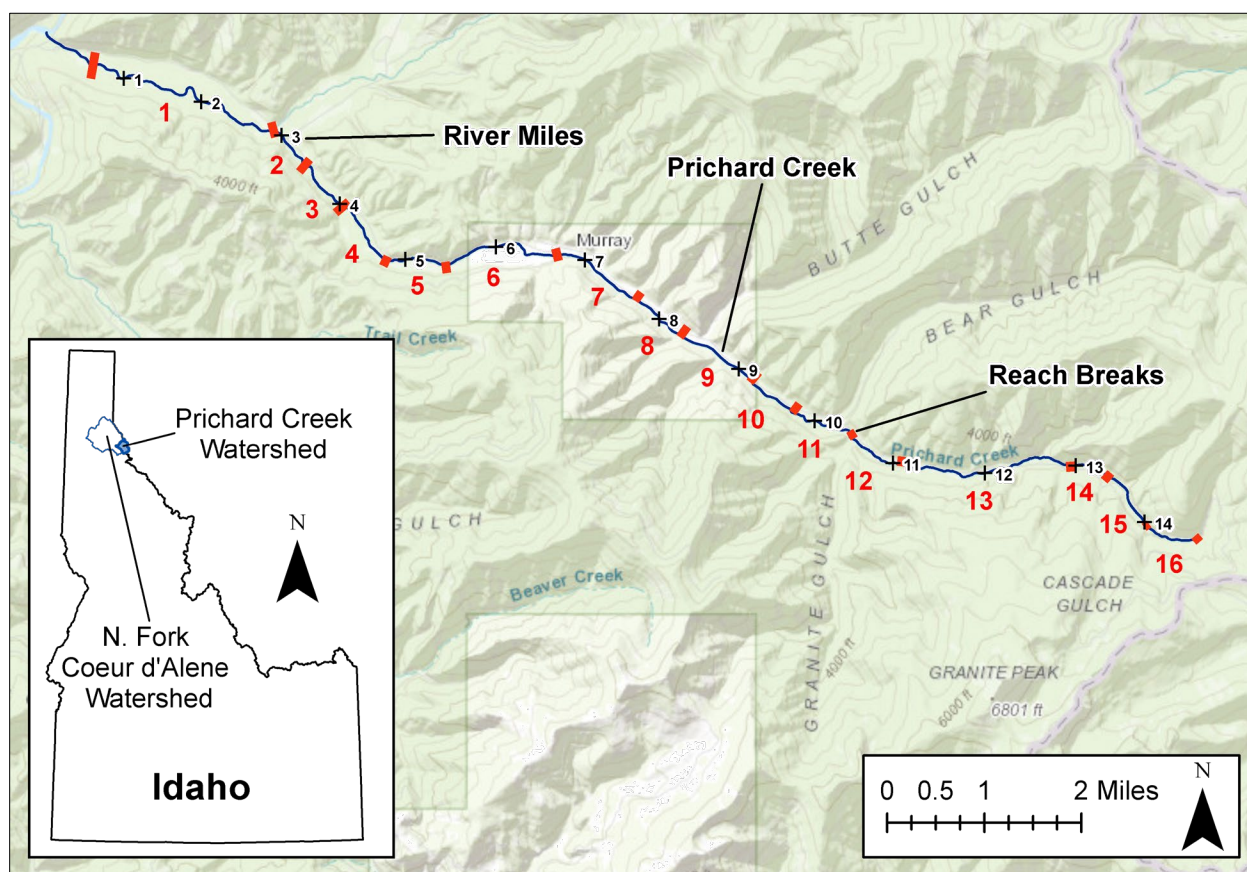 1
2
1
3
River Miles
2
Prichard Creek
4000 ft
3
4
BUTTE GULCH
4
5
5
6
6
Murray
7
7
8
8
BEAR GULCH
Trail Creek
9
9
Reach Breaks
10
10
11
4000 ft
Prichard Creek
11
12
12
13
13
14
14
15
16
Prichard Creek
Watershed
N
GULCH
Beaver Creek
GRANITE GULCH
4000 ft
CASCADE
GULCH
GRANITE PEAK
6000 ft
6801 ft
N. Fork
Coeur d'Alene
Watershed
Idaho
N
0 0.5 1 2 Miles